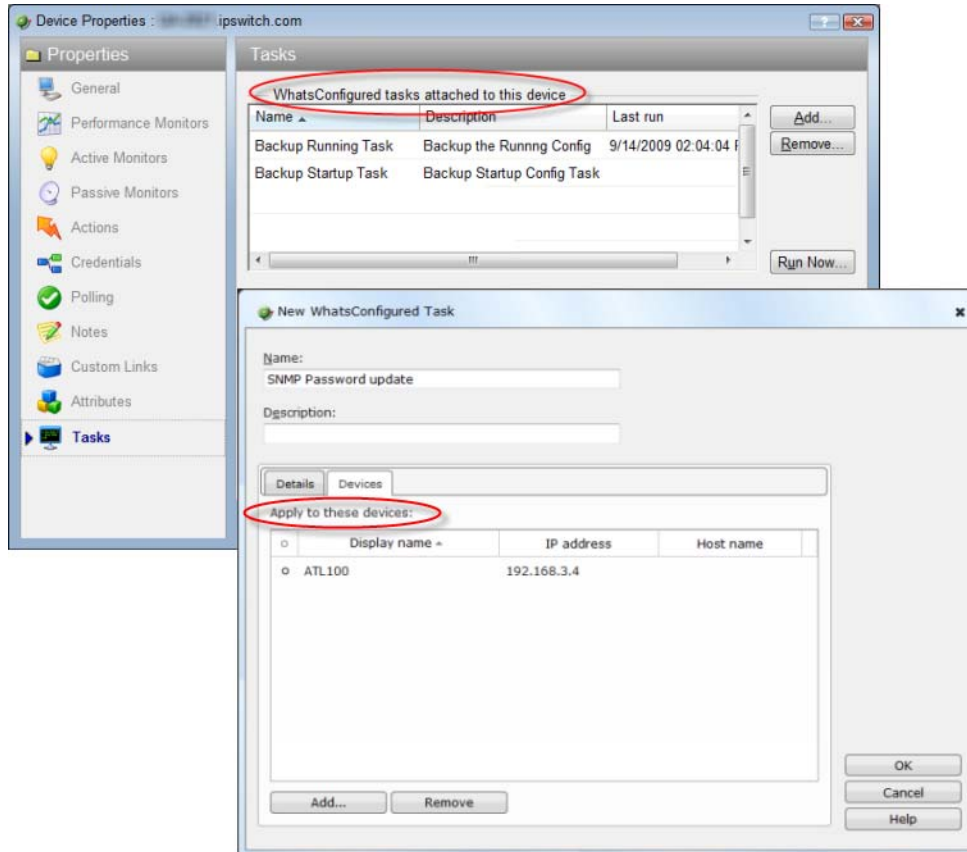 Device Properties : .ipswitch.com
Properties
General
Performance Monitors
Active Monitors
Passive Monitors
Actions
Credentials
Polling
Notes
Custom Links
Attributes
Tasks
Tasks
WhatsConfigured tasks attached to this device
Name Description Last run
Backup Running Task Backup the Runnng Config 9/14/2009 02:04:04
Backup Startup Task Backup Startup Config Task
Add...
Remove...
Run Now...
New WhatsConfigured Task
Name:
SNMP Password update
Description:
Details Devices
Apply to these devices:
Display name IP address Host name
ATL100 192.168.3.4
Add... Remove
OK
Cancel
Help